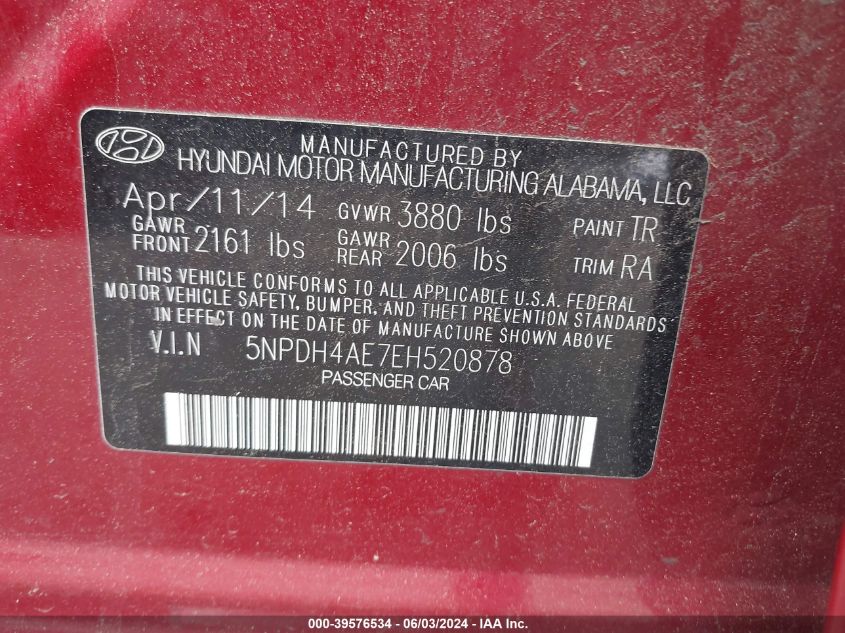 MANUFACTURED BY
HYUNDAI MOTOR MANUFACTURING ALABAMA, LLC
Apr/11/14 GVWR 3880 lbs PAINT TR
GAWR FRONT 2161 lbs GAWR REAR 2006 lbs TRIM RA
THIS VEHICLE CONFORMS TO ALL APPLICABLE U.S.A. FEDERAL
MOTOR VEHICLE SAFETY, BUMPER, AND THEFT PREVENTION STANDARDS
IN EFFECT ON THE DATE OF MANUFACTURE SHOWN ABOVE
V.I.N 5NPDH4AE7EH520878
PASSENGER CAR
000-39576534 - 06/03/2024 - IAA Inc.